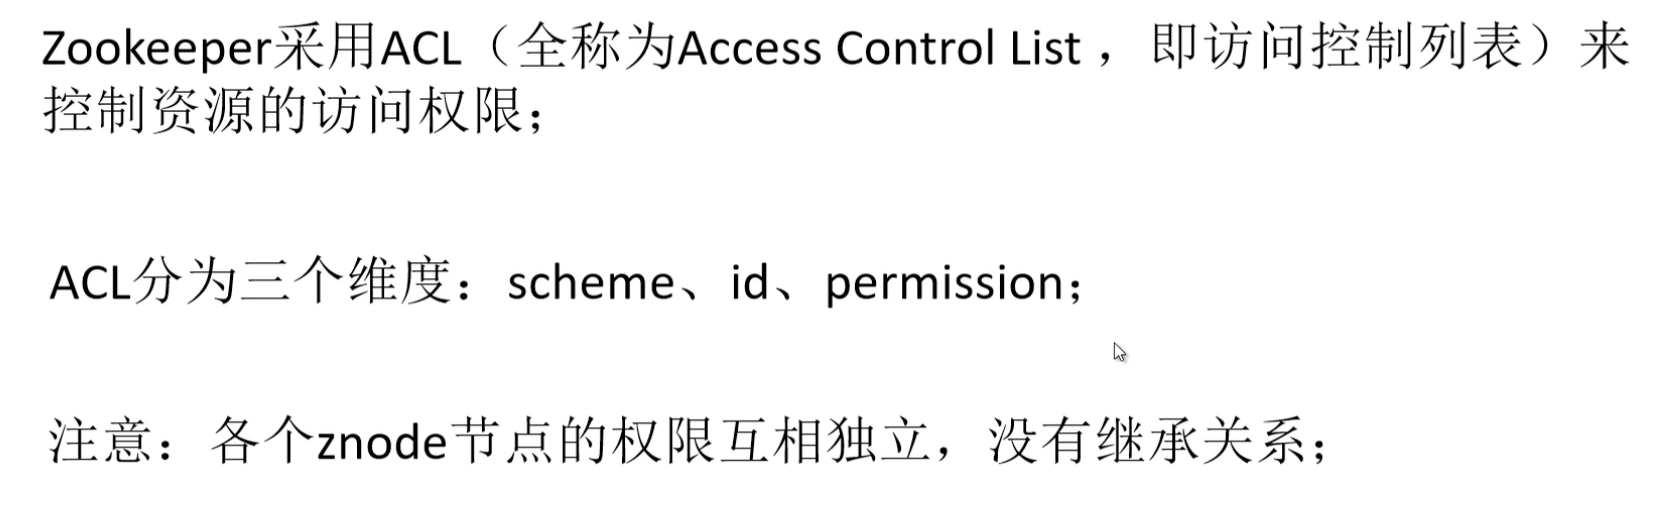 Zookeeper采用ACL（全称为Access Control List ，即访问控制列表）来
控制资源的访问权限；
ACL分为三个维度：scheme、id、permission；
注意：各个znode节点的权限互相独立，没有继承关系；